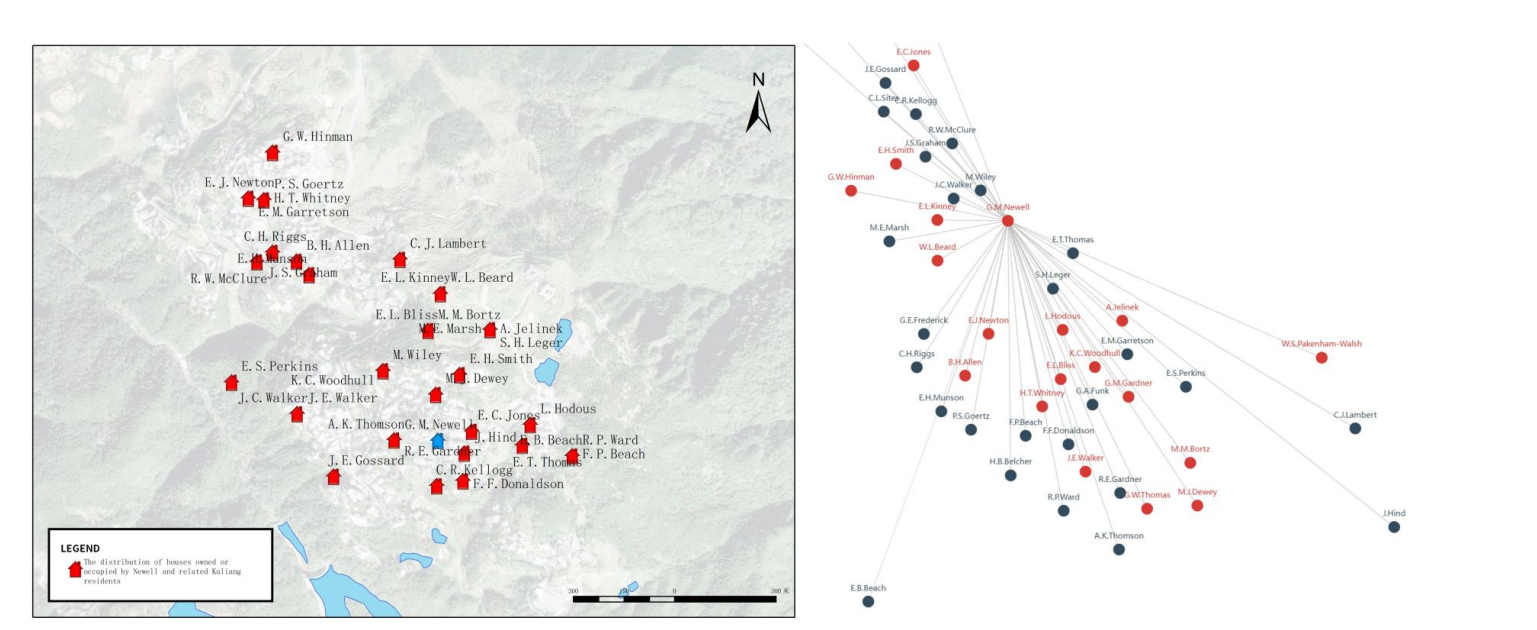 N
G.W.Hinman
E.J.Newton P.S.Goertz
H.T.Whitney
E.M.Garretson
C.H.Riggs
B.H.Allen
C.J.Lambert
E.H.Munson
J.S.Graham
R.W.McClure
E.L.Kinney W.L.Beard
E.L.Bliss M.M.Bortz
M.E.Marsh
A.Jelinek
S.H.Leger
M.Wiley
E.H.Smith
E.S.Perkins
K.C.Woodhull
M.J.Dewey
J.C.Walker J.E.Walker
E.C.Jones
L.Hodous
A.K.Thomson G.M.Newell
J.Hind
E.B.Beach R.P.Ward
R.E.Gardner
F.P.Beach
J.E.Gossard
E.T.Thomas
C.R.Kellogg
F.F.Donaldson
LEGEND
The distribution of houses owned or
occupied by Newell and related Kuliang
residents
300 150 0 300 米
E.C.Jones
J.E.Gossard
C.L.Sites
C.R.Kellogg
R.W.McClure
J.S.Graham
E.H.Smith
G.W.Hinman
M.Wiley
J.C.Walker
E.L.Kinney
G.M.Newell
M.E.Marsh
E.T.Thomas
W.L.Beard
S.H.Leger
A.Jelinek
L.Hodous
G.E.Frederick
E.J.Newton
E.M.Garretson
W.S.Pakenham-Walsh
C.H.Riggs
B.H.Allen
K.C.Woodhull
E.L.Bliss
E.S.Perkins
G.M.Gardner
G.A.Funk
H.T.Whitney
E.H.Munson
P.S.Goertz
C.J.Lambert
F.P.Beach
F.F.Donaldson
M.M.Bortz
H.B.Belcher
J.E.Walker
R.E.Gardner
G.W.Thomas
M.J.Dewey
R.P.Ward
J.Hind
A.K.Thomson
E.B.Beach